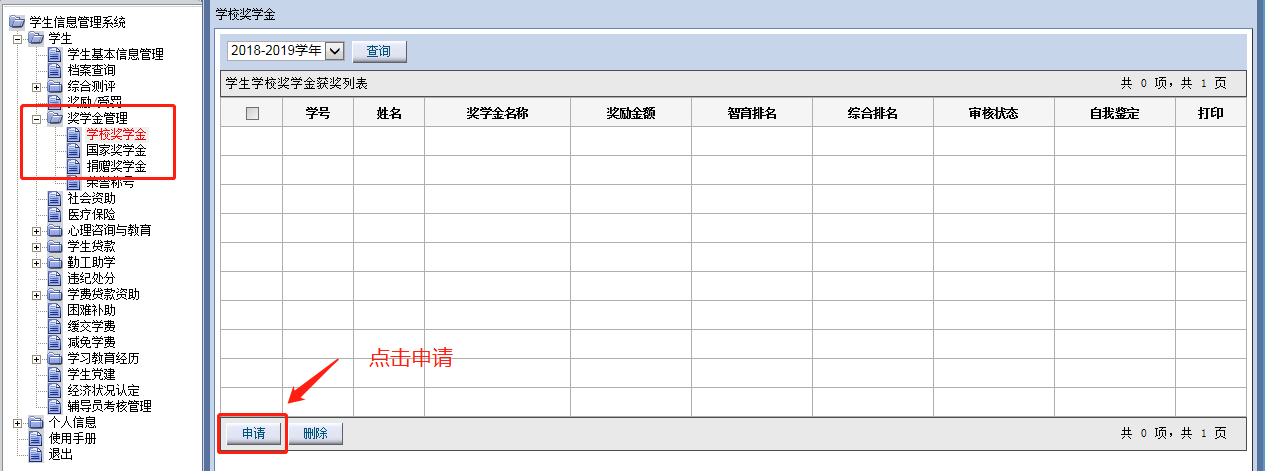 学生信息管理系统
学生
学生基本信息管理
档案查询
综合测评
奖励/受罚
奖学金管理
学校奖学金
国家奖学金
捐赠奖学金
荣誉称号
社会资助
医疗保险
心理咨询与教育
学生贷款
勤工助学
违纪处分
学费贷款资助
困难补助
缓交学费
减免学费
学习教育经历
学生党建
经济状况认定
辅导员考核管理
个人信息
使用手册
退出
学校奖学金
2018-2019学年 查询
学生学校奖学金获奖列表 共 0 项，共 1 页
学号 姓名 奖学金名称 奖励金额 智育排名 综合排名 审核状态 自我鉴定 打印
点击申请
申请 删除 共 0 项，共 1 页